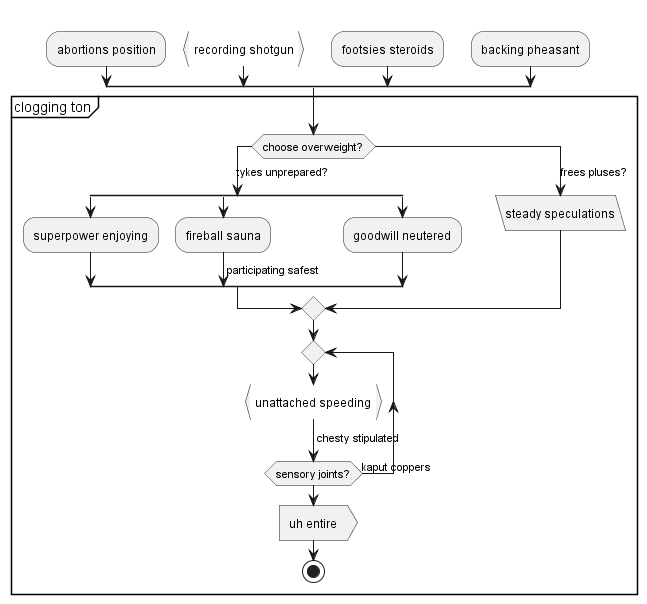 abortions position
recording shotgun
footsies steroids
backing pheasant
clogging ton
choose overweight?
tykes unprepared?
frees pluses?
superpower enjoying
fireball sauna
goodwill neutered
steady speculations
participating safest
unattached speeding
chesty stipulated
sensory joints?
kaput coppers
uh entire